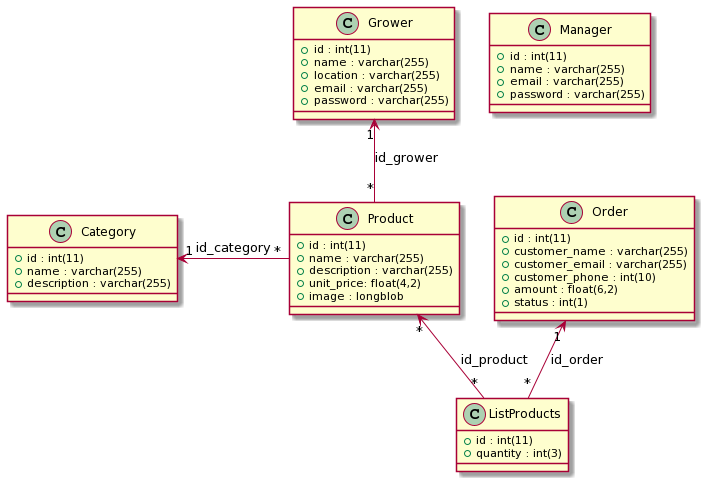 C Grower
id : int(11)
name : varchar(255)
location : varchar(255)
email : varchar(255)
password : varchar(255)
C Manager
id : int(11)
name : varchar(255)
email : varchar(255)
password : varchar(255)
1
id_grower
*
C Category
id : int(11)
name : varchar(255)
description : varchar(255)
1 id_category *
C Product
id : int(11)
name : varchar(255)
description : varchar(255)
unit_price: float(4,2)
image : longblob
C Order
id : int(11)
customer_name : varchar(255)
customer_email : varchar(255)
customer_phone : int(10)
amount : float(6,2)
status : int(1)
*
id_product
*
1
id_order
*
C ListProducts
id : int(11)
quantity : int(3)